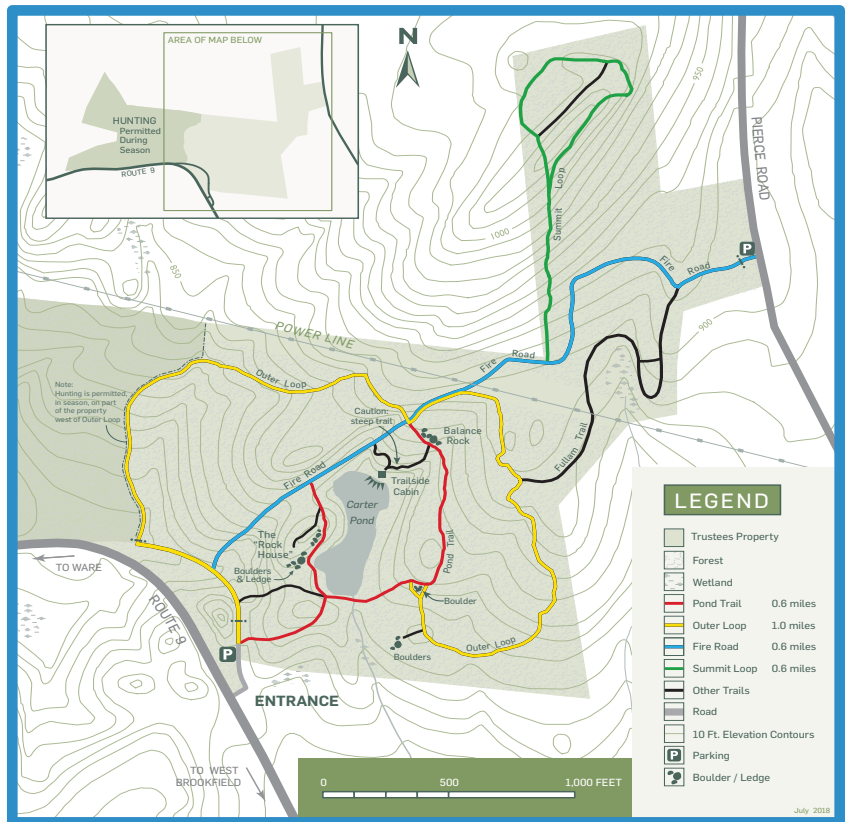 AREA OF MAP BELOW
HUNTING
Permitted
During
Season
ROUTE 9
N
950
PIERCE ROAD
Summit Loop
1000
P
Fire Road
850
900
POWER LINE
Fire Road
Outer Loop
Note:
Hunting is permitted,
in season, on part
of the property
west of Outer Loop
Caution:
steep trail
Balance
Rock
Fullam Trail
Fire Road
Trailside
Cabin
Carter
Pond
The
"Rock
House"
Boulders
& Ledge
Pond Trail
TO WARE
ROUTE 9
Boulder
Outer Loop
Boulders
P
ENTRANCE
TO WEST
BROOKFIELD
0 500 1,000 FEET
LEGEND
Trustees Property
Forest
Wetland
Pond Trail 0.6 miles
Outer Loop 1.0 miles
Fire Road 0.6 miles
Summit Loop 0.6 miles
Other Trails
Road
10 Ft. Elevation Contours
P Parking
Boulder / Ledge
July 2018